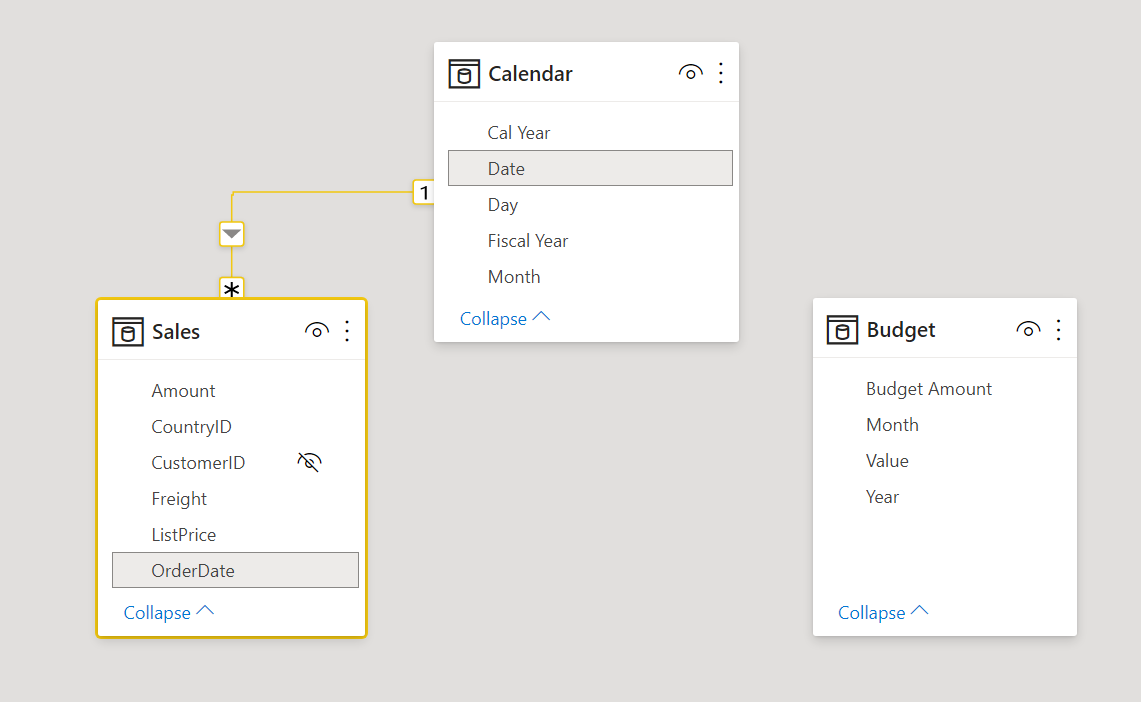 Calendar
Cal Year
Date
Day
Fiscal Year
Month
Collapse
1
*
Sales
Amount
CountryID
CustomerID
Freight
ListPrice
OrderDate
Collapse
Budget
Budget Amount
Month
Value
Year
Collapse